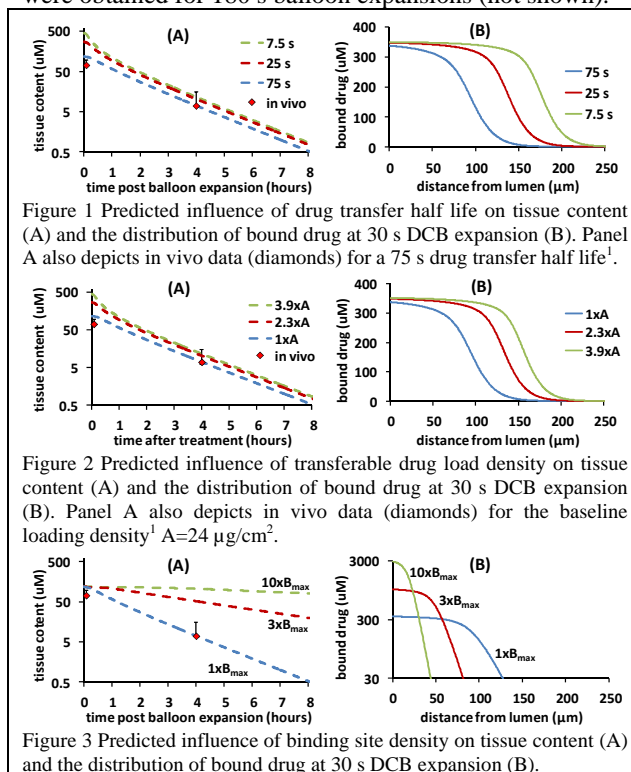 were obtained for 180 s balloon expansions (not shown).
(A)
tissue cotent (uM)
500
50
5
0.5
7.5 s
25 s
75 s
in vivo
0 1 2 3 4 5 6 7 8
time post balloon expansion (hours)
(B)
bound drug (uM)
400
300
200
100
0
75 s
25 s
7.5 s
0 50 100 150 200 250
distance from lumen (µm)
Figure 1 Predicted influence of drug transfer half life on tissue content
(A) and the distribution of bound drug at 30 s DCB expansion (B). Panel
A also depicts in vivo data (diamonds) for a 75 s drug transfer half life1.
(A)
tissue content (uM)
500
50
5
0.5
3.9xA
2.3xA
1xA
in vivo
0 1 2 3 4 5 6 7 8
time after treatment (hours)
(B)
bound drug (uM)
400
300
200
100
0
1xA
2.3xA
3.9xA
0 50 100 150 200 250
distance from lumen (µm)
Figure 2 Predicted influence of transferable drug load density on tissue
content (A) and the distribution of bound drug at 30 s DCB expansion
(B). Panel A also depicts in vivo data (diamonds) for the baseline
loading density1 A=24 µg/cm2.
(A)
tissue content (uM)
500
50
5
0.5
10xBmax
3xBmax
1xBmax
0 1 2 3 4 5 6 7 8
time post balloon expansion (hours)
(B)
bound drug (uM)
3000
300
30
10xBmax
3xBmax
1xBmax
0 50 100 150 200 250
distance from lumen (µm)
Figure 3 Predicted influence of binding site density on tissue content (A)
and the distribution of bound drug at 30 s DCB expansion (B).